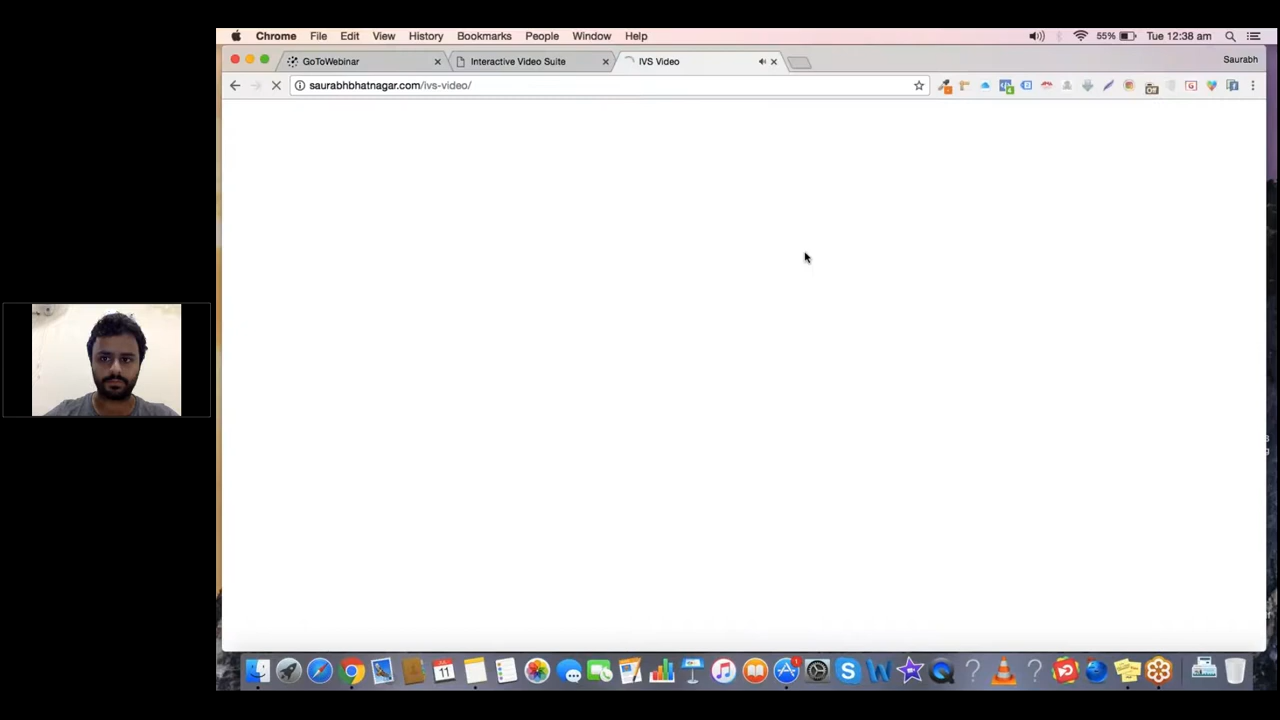 Chrome File Edit View History Bookmarks People Window Help 55% Tue 12:38 am
GoToWebinar Interactive Video Suite IVS Video Saurabh
saurabhbhatnagar.com/ivs-video/
11